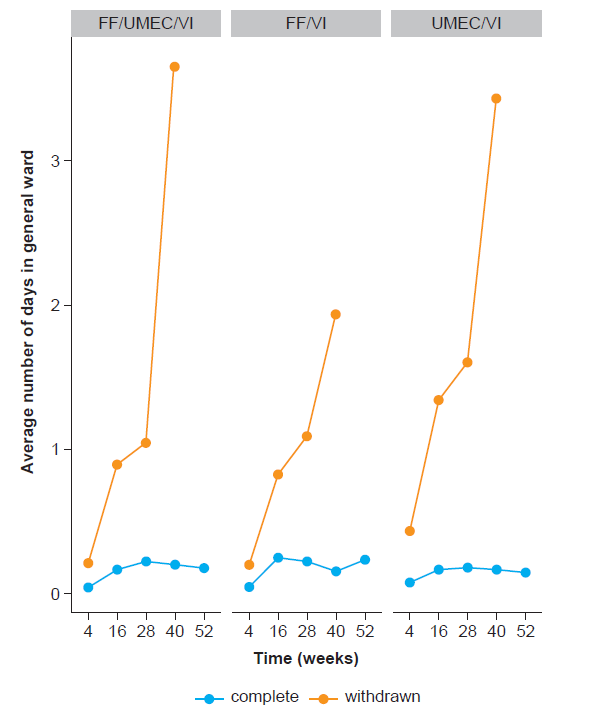 FF/UMEC/VI FF/VI UMEC/VI
Average number of days in general ward
3
2
1
0
4 16 28 40 52 4 16 28 40 52 4 16 28 40 52
Time (weeks)
complete withdrawn